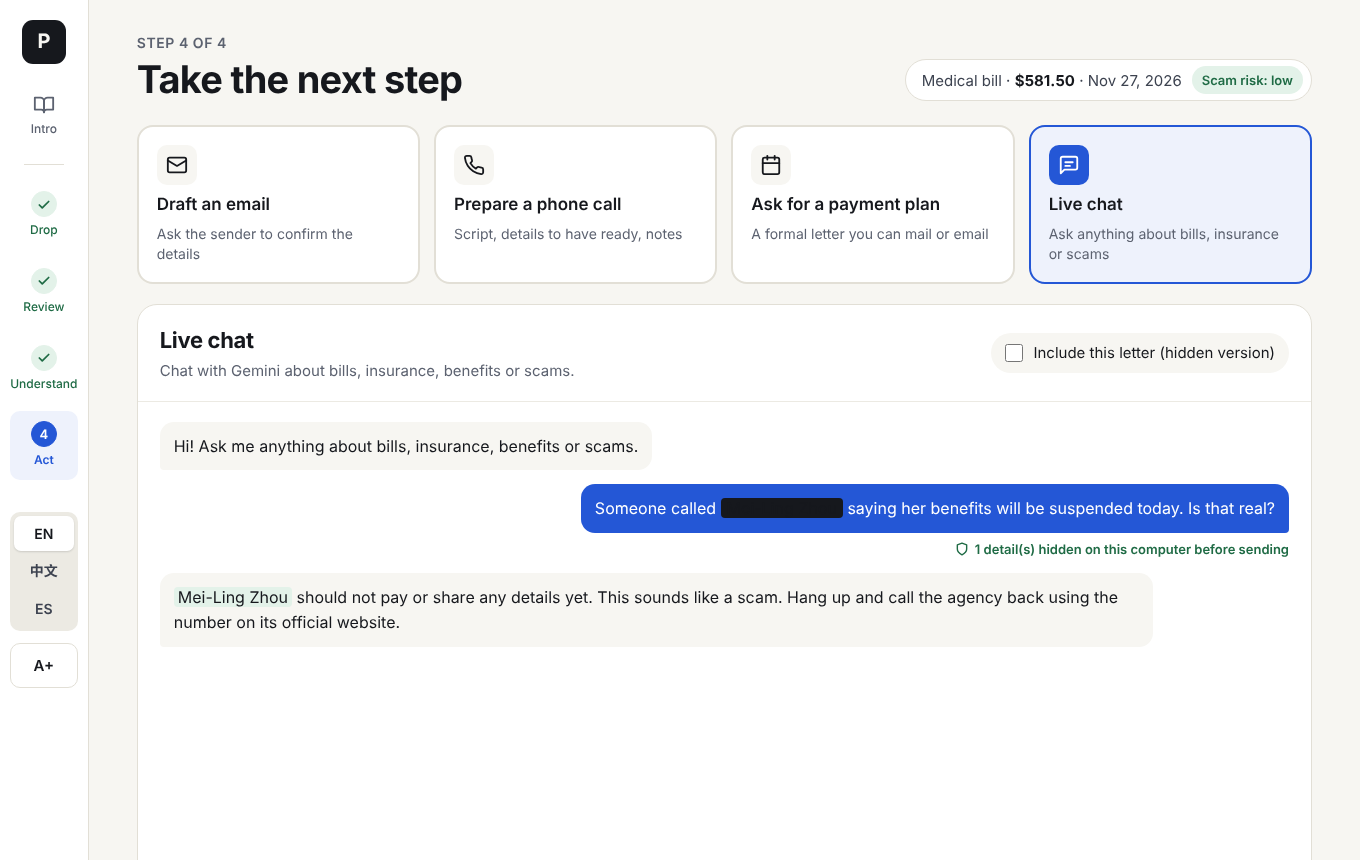 P
Intro
Drop
Review
Understand
4
Act
EN
中文
ES
A+
STEP 4 OF 4
Take the next step
Medical bill · $581.50 · Nov 27, 2026 Scam risk: low
Draft an email
Ask the sender to confirm the
details
Prepare a phone call
Script, details to have ready, notes
Ask for a payment plan
A formal letter you can mail or email
Live chat
Ask anything about bills, insurance
or scams
Live chat
Chat with Gemini about bills, insurance, benefits or scams.
Include this letter (hidden version)
Hi! Ask me anything about bills, insurance, benefits or scams.
Someone called saying her benefits will be suspended today. Is that real?
1 detail(s) hidden on this computer before sending
Mei-Ling Zhou should not pay or share any details yet. This sounds like a scam. Hang up and call the agency back using the
number on its official website.